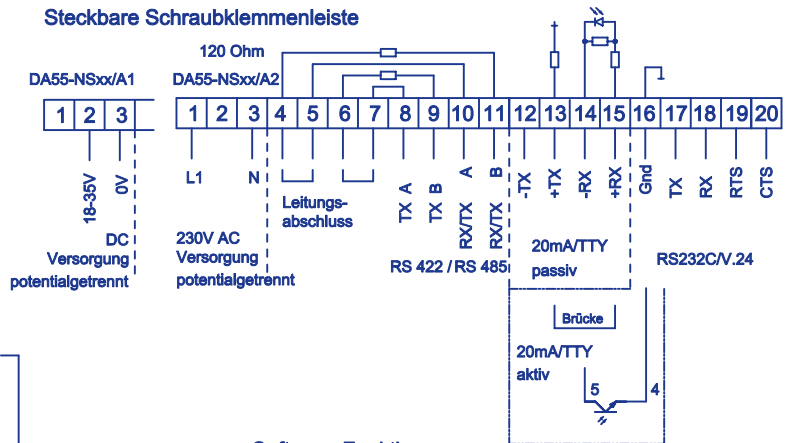 Steckbare Schraubklemmenleiste
120 Ohm
DA55-NSxx/A1
DA55-NSxx/A2
1 2 3
1 2 3 4 5 6 7 8 9 10 11 12 13 14 15 16 17 18 19 20
18-35V
0V
L1
N
Leitungs-
abschluss
TX A
TX B
RX/TX A
RX/TX B
-TX
+TX
-RX
+RX
Gnd
TX
RX
RTS
CTS
DC
Versorgung
potentialgetrennt
230V AC
Versorgung
potentialgetrennt
RS 422 / RS 485
20mA/TTY
passiv
RS232C/V.24
Brücke
20mA/TTY
aktiv
5
4